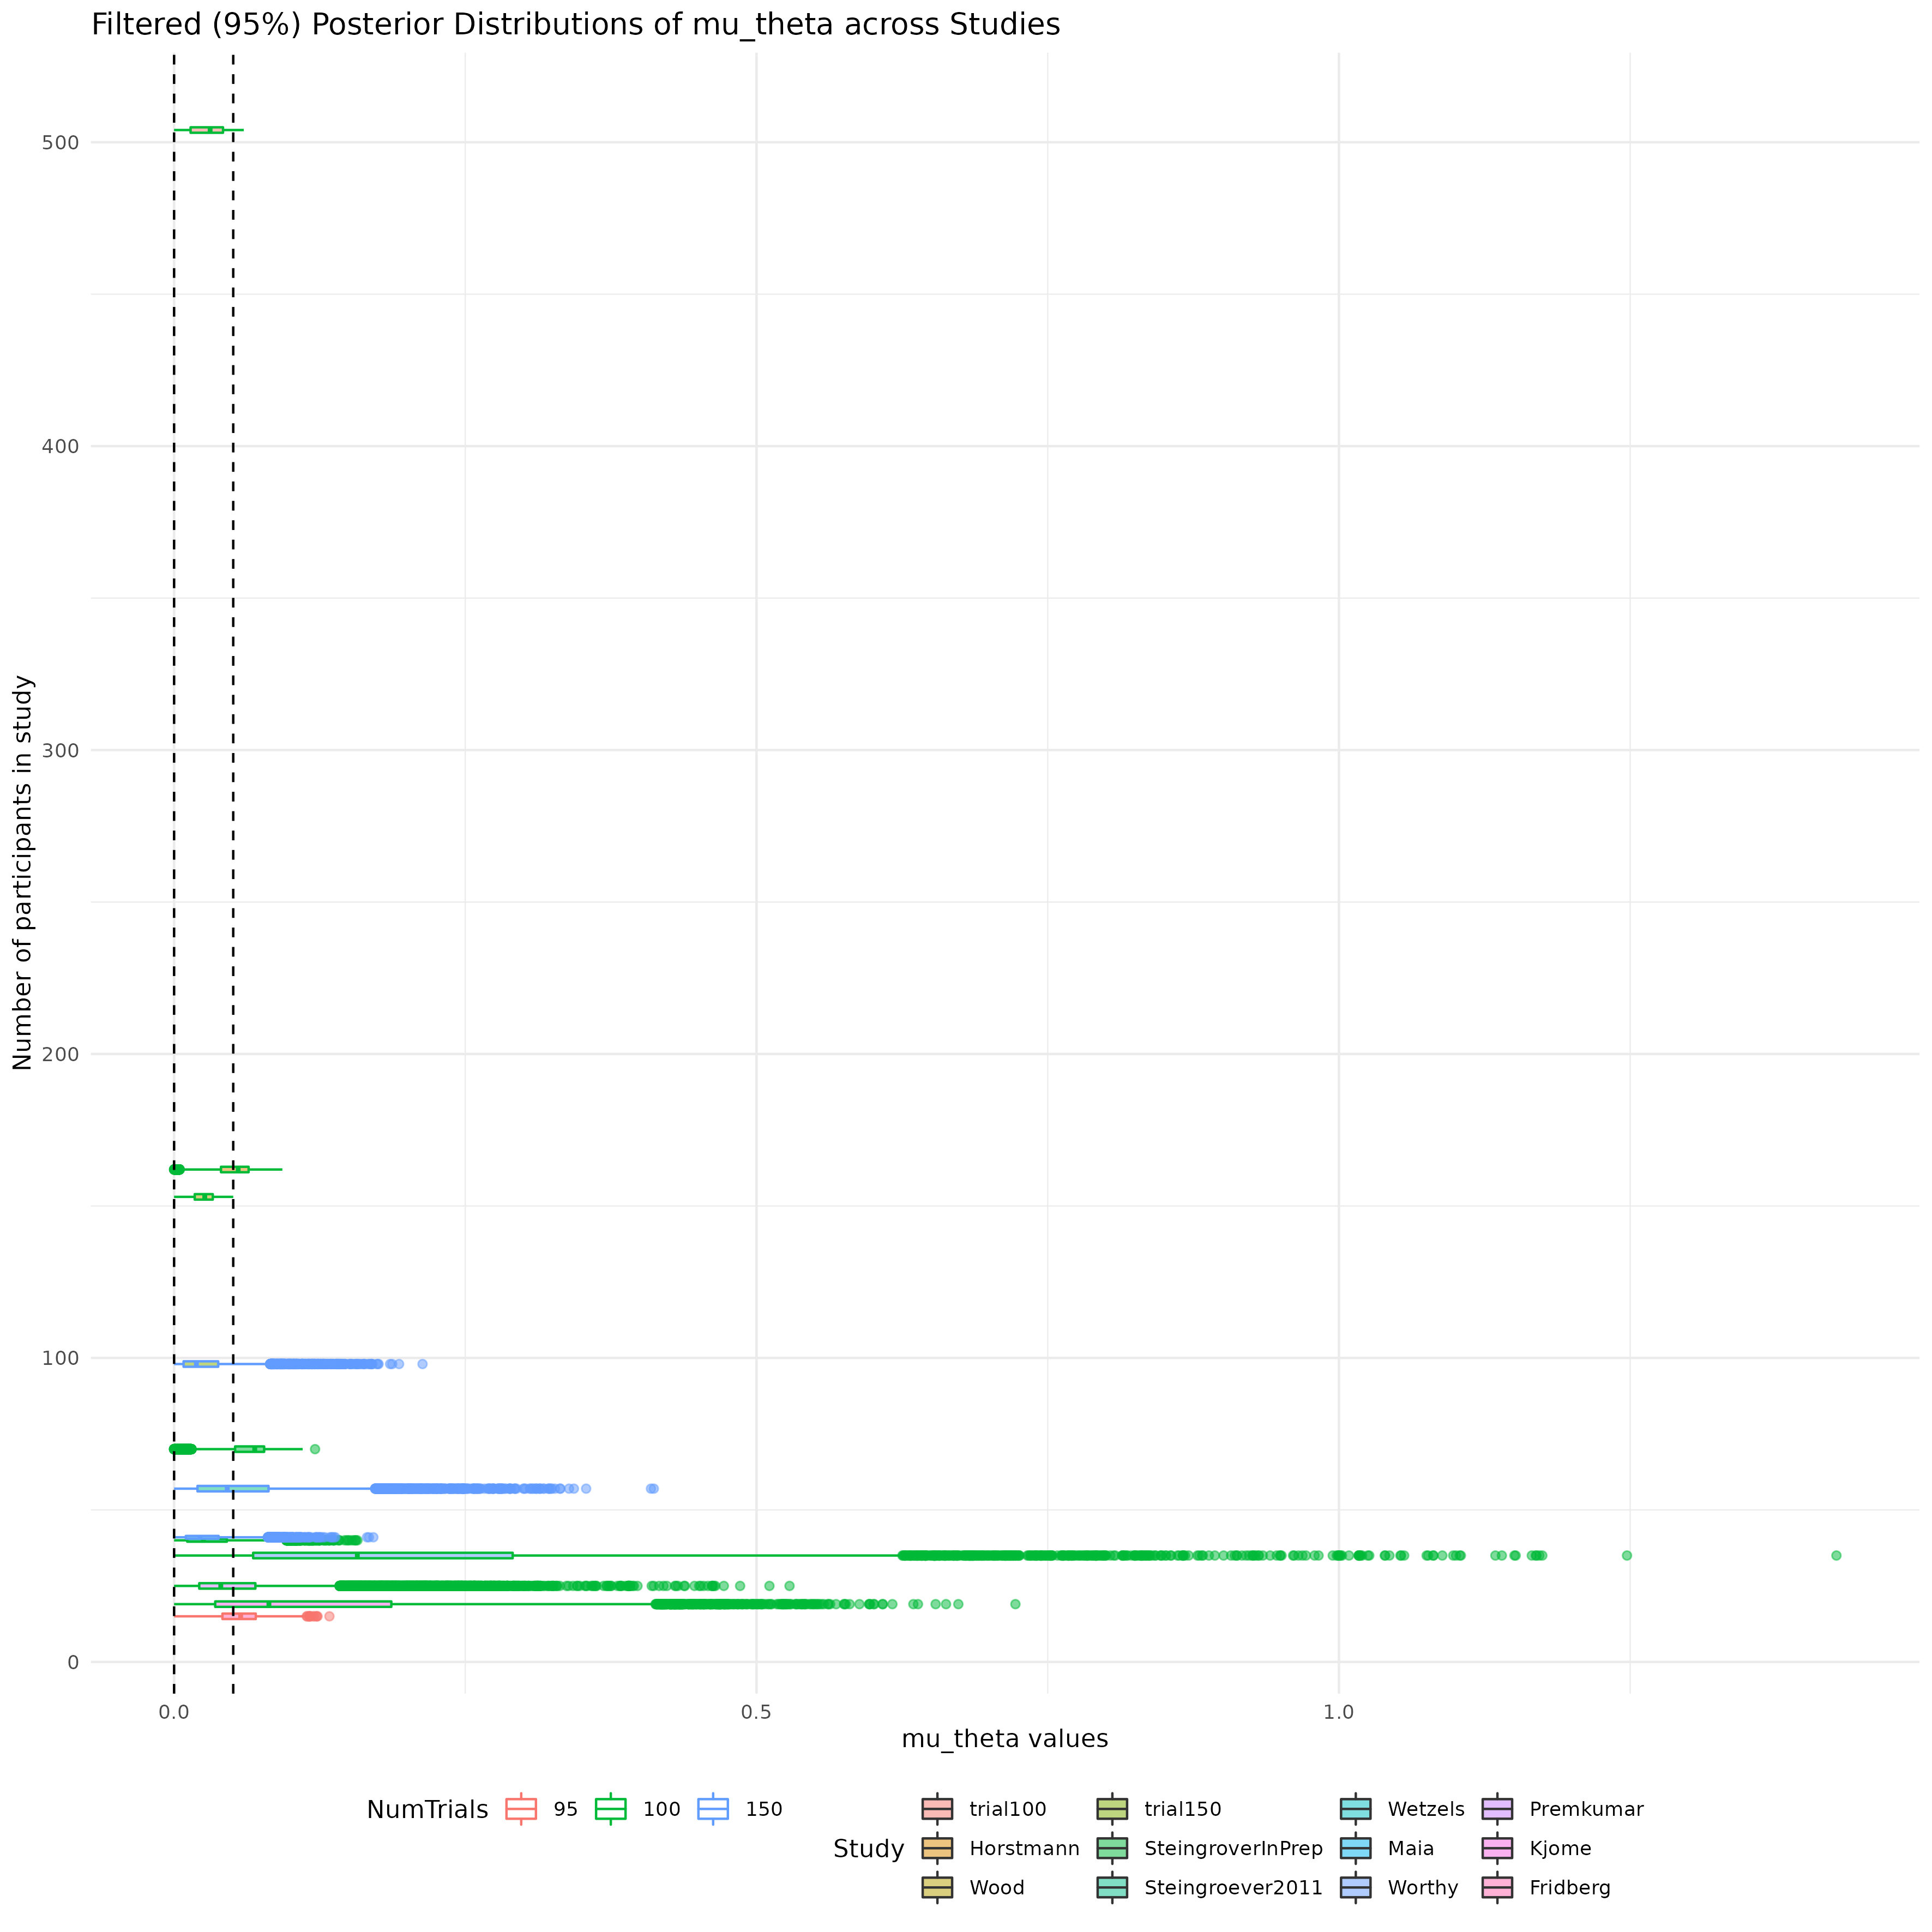 Filtered (95%) Posterior Distributions of mu_theta across Studies
Number of participants in study
500
400
300
200
100
0
0.0 0.5 1.0
mu_theta values
NumTrials 95 100 150
Study
trial100 trial150 Wetzels Premkumar
Horstmann SteingroverInPrep Maia Kjome
Wood Steingroever2011 Worthy Fridberg